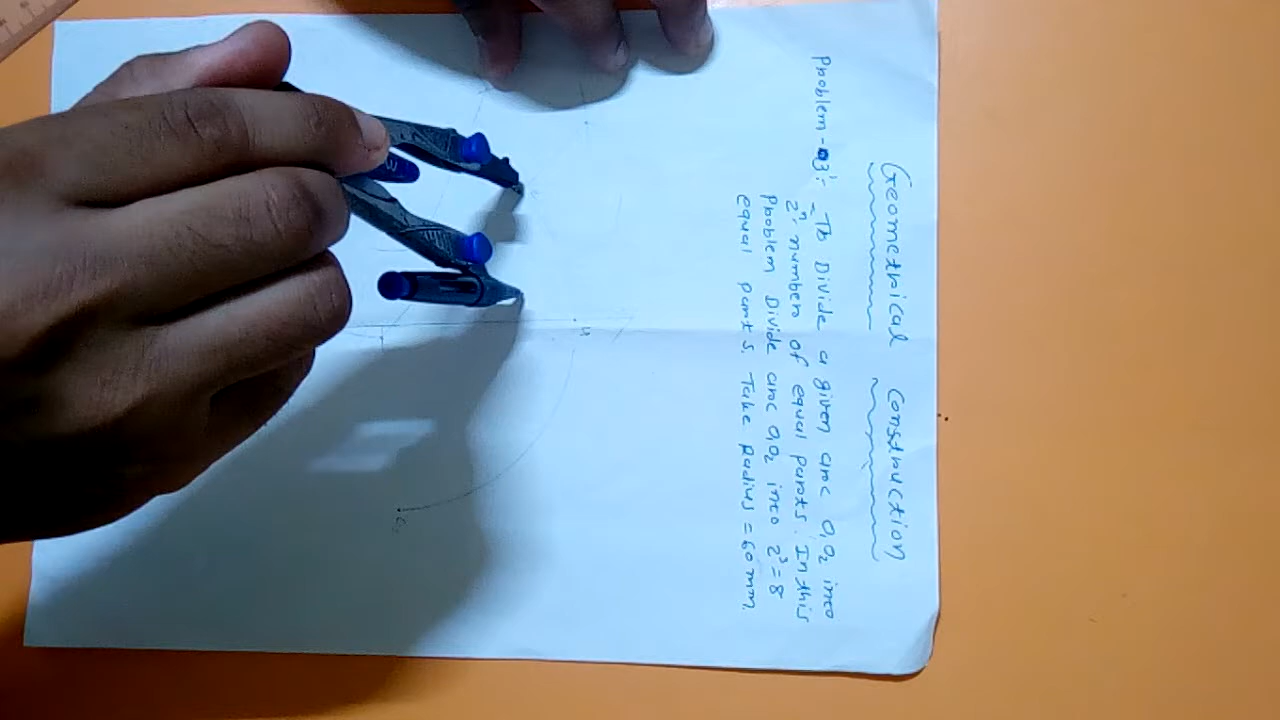 Geometrical Construction
Problem-03:- To Divide a given arc O₁O₂ into
2ⁿ number of equal parts. In this
Problem Divide arc O₁O₂ into 2³ = 8
equal parts. Take Radius = 60 mm.